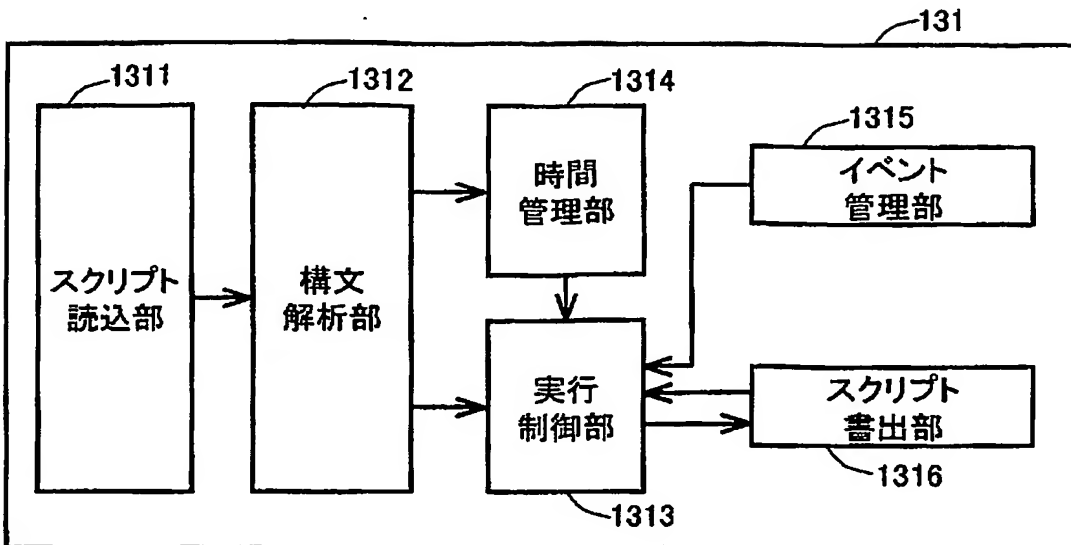 131
1311
1312
1314
1315
スクリプト
読込部
構文
解析部
時間
管理部
イベント
管理部
実行
制御部
スクリプト
書出部
1316
1313